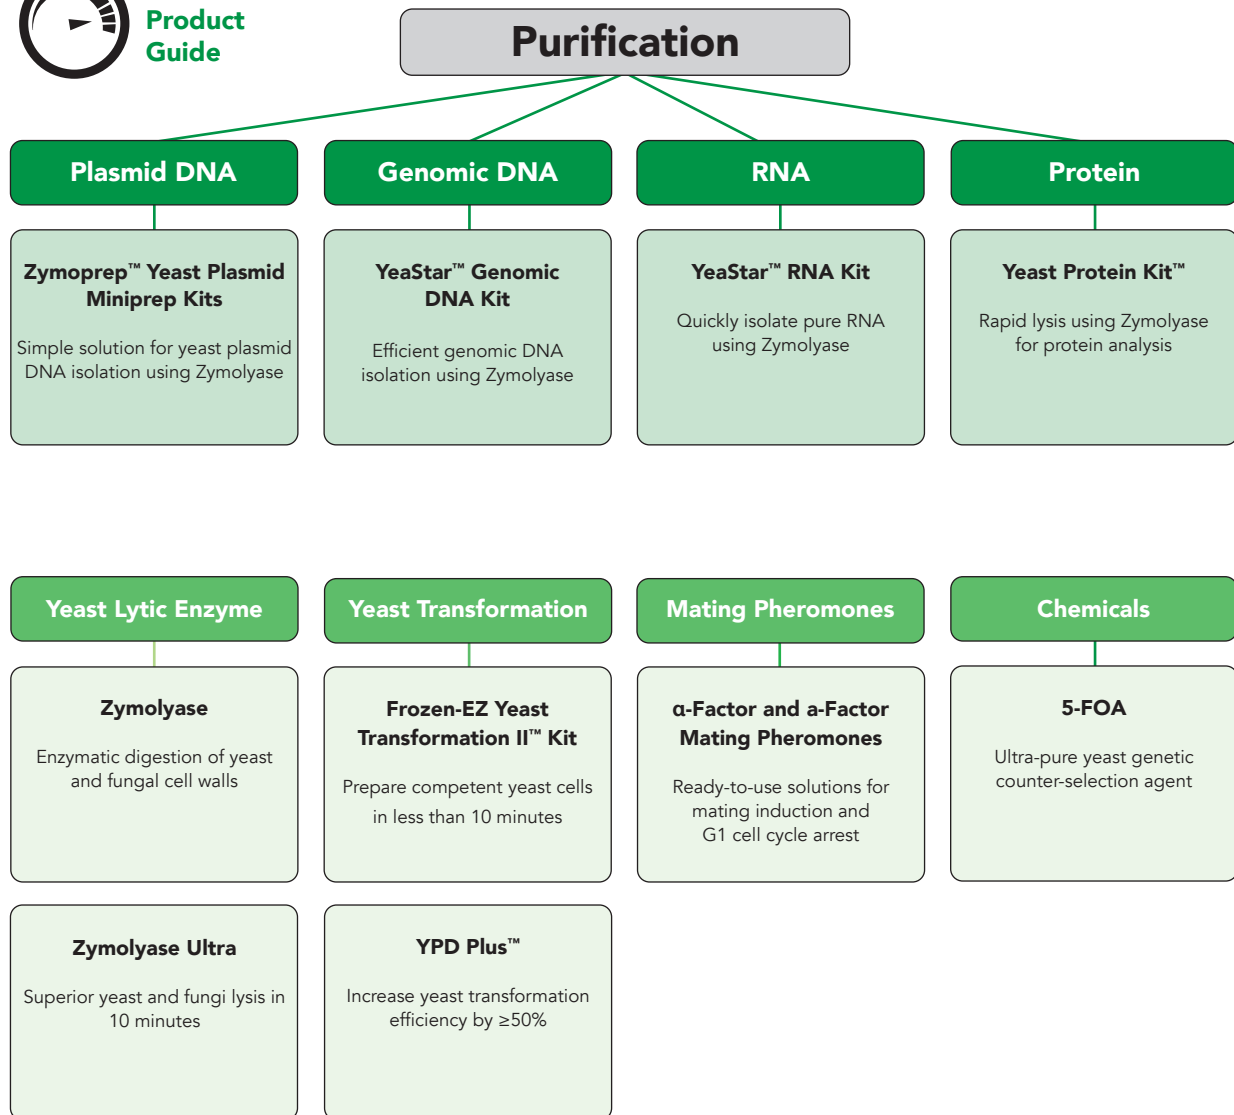 Product
Guide
Purification
Plasmid DNA
Genomic DNA
RNA
Protein
Zymoprep™ Yeast Plasmid
Miniprep Kits
Simple solution for yeast plasmid
DNA isolation using Zymolyase
YeaStar™ Genomic
DNA Kit
Efficient genomic DNA
isolation using Zymolyase
YeaStar™ RNA Kit
Quickly isolate pure RNA
using Zymolyase
Yeast Protein Kit™
Rapid lysis using Zymolyase
for protein analysis
Yeast Lytic Enzyme
Yeast Transformation
Mating Pheromones
Chemicals
Zymolyase
Enzymatic digestion of yeast
and fungal cell walls
Frozen-EZ Yeast
Transformation II™ Kit
Prepare competent yeast cells
in less than 10 minutes
α-Factor and a-Factor
Mating Pheromones
Ready-to-use solutions for
mating induction and
G1 cell cycle arrest
5-FOA
Ultra-pure yeast genetic
counter-selection agent
Zymolyase Ultra
Superior yeast and fungi lysis in
10 minutes
YPD Plus™
Increase yeast transformation
efficiency by ≥50%